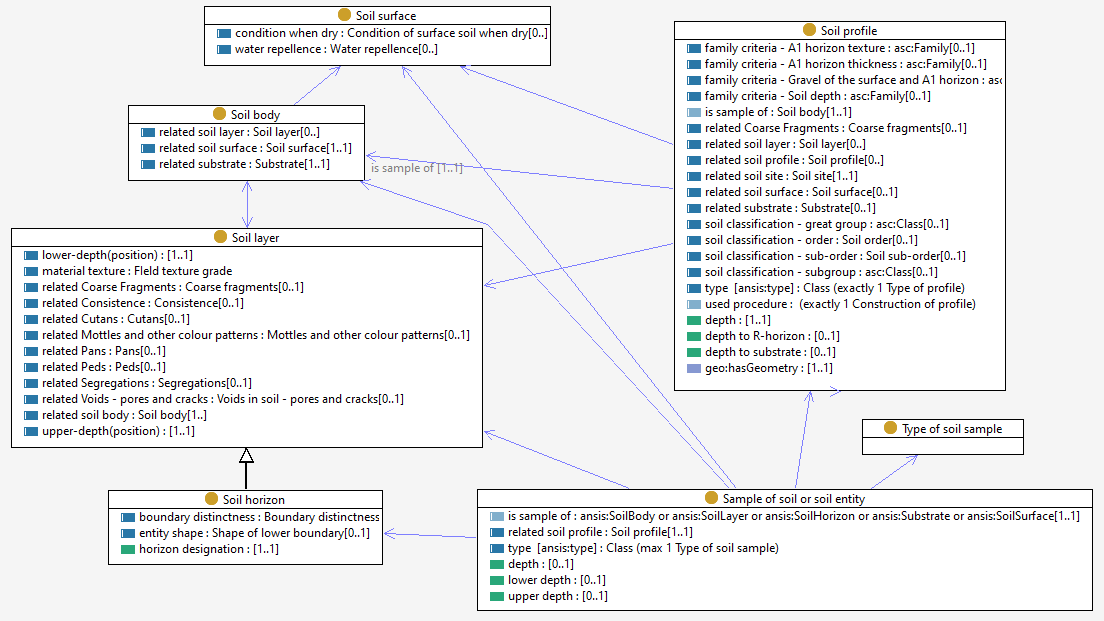 Soil surface
condition when dry : Condition of surface soil when dry[0..]
water repellence : Water repellence[0..]
Soil profile
family criteria - A1 horizon texture : asc:Family[0..1]
family criteria - A1 horizon thickness : asc:Family[0..1]
family criteria - Gravel of the surface and A1 horizon : asc
family criteria - Soil depth : asc:Family[0..1]
is sample of : Soil body[1..1]
related Coarse Fragments : Coarse fragments[0..1]
related soil layer : Soil layer[0..]
related soil profile : Soil profile[0..]
related soil site : Soil site[1..1]
related soil surface : Soil surface[0..1]
related substrate : Substrate[0..1]
soil classification - great group : asc:Class[0..1]
soil classification - order : Soil order[0..1]
soil classification - sub-order : Soil sub-order[0..1]
soil classification - subgroup : asc:Class[0..1]
type [ansis:type] : Class (exactly 1 Type of profile)
used procedure : (exactly 1 Construction of profile)
depth : [1..1]
depth to R-horizon : [0..1]
depth to substrate : [0..1]
geo:hasGeometry : [1..1]
Soil body
related soil layer : Soil layer[0..]
related soil surface : Soil surface[1..1]
related substrate : Substrate[1..1]
is sample of [1..1]
Soil layer
lower-depth(position) : [1..1]
material texture : Field texture grade
related Coarse Fragments : Coarse fragments[0..1]
related Consistence : Consistence[0..1]
related Cutans : Cutans[0..1]
related Mottles and other colour patterns : Mottles and other colour patterns[0..1]
related Pans : Pans[0..1]
related Peds : Peds[0..1]
related Segregations : Segregations[0..1]
related Voids - pores and cracks : Voids in soil - pores and cracks[0..1]
related soil body : Soil body[1..]
upper-depth(position) : [1..1]
Type of soil sample
Soil horizon
boundary distinctness : Boundary distinctness
entity shape : Shape of lower boundary[0..1]
horizon designation : [1..1]
Sample of soil or soil entity
is sample of : ansis:SoilBody or ansis:SoilLayer or ansis:SoilHorizon or ansis:Substrate or ansis:SoilSurface[1..1]
related soil profile : Soil profile[1..1]
type [ansis:type] : Class (max 1 Type of soil sample)
depth : [0..1]
lower depth : [0..1]
upper depth : [0..1]